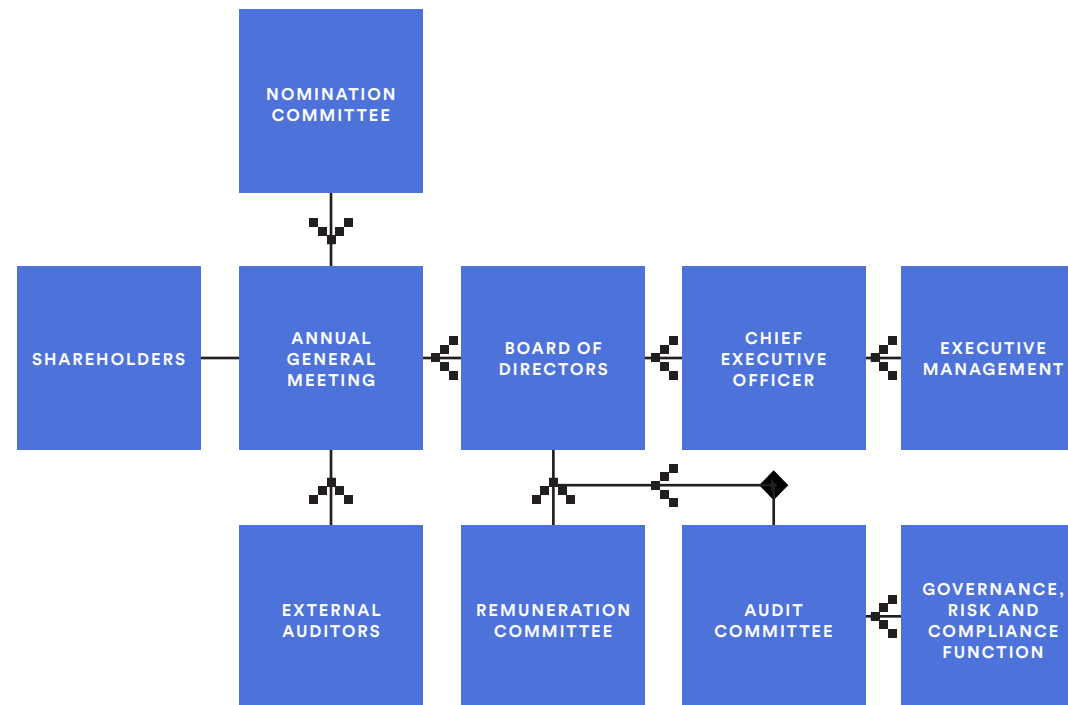 NOMINATION
COMMITTEE
SHAREHOLDERS
ANNUAL
GENERAL
MEETING
BOARD OF
DIRECTORS
CHIEF
EXECUTIVE
OFFICER
EXECUTIVE
MANAGEMENT
EXTERNAL
AUDITORS
REMUNERATION
COMMITTEE
AUDIT
COMMITTEE
GOVERNANCE,
RISK AND
COMPLIANCE
FUNCTION